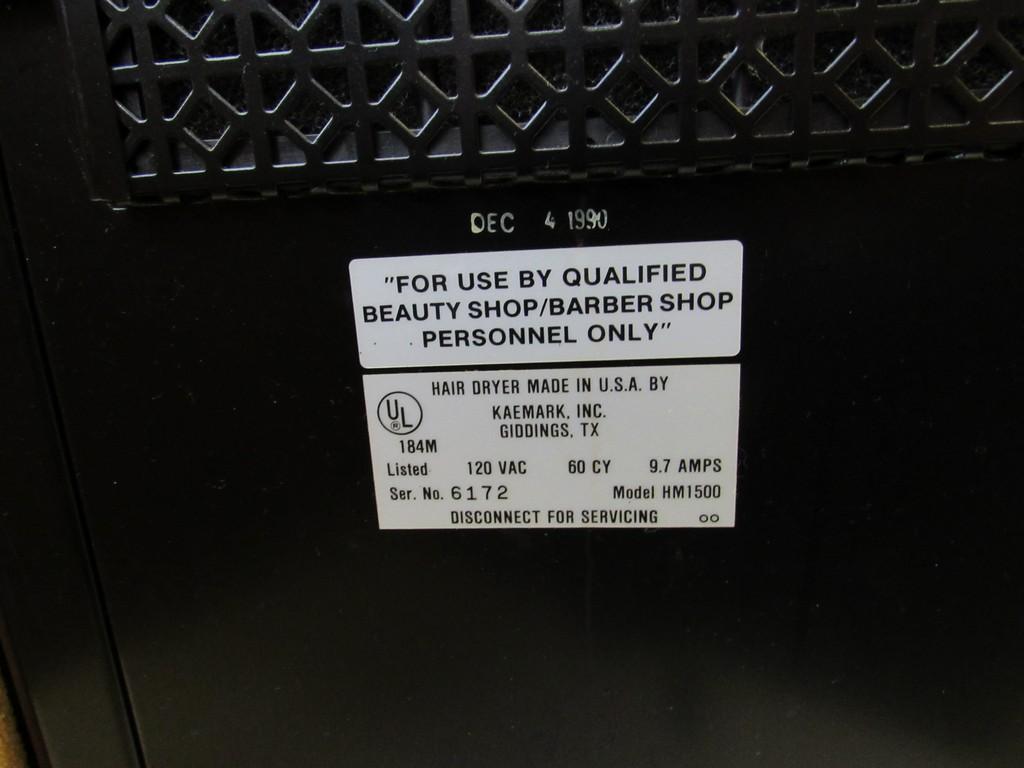 DEC 4 1990
"FOR USE BY QUALIFIED
BEAUTY SHOP/BARBER SHOP
PERSONNEL ONLY"
HAIR DRYER MADE IN U.S.A. BY
UL ®
KAEMARK, INC.
GIDDINGS, TX
184M
Listed 120 VAC 60 CY 9.7 AMPS
Ser. No. 6172 Model HM1500
DISCONNECT FOR SERVICING oo